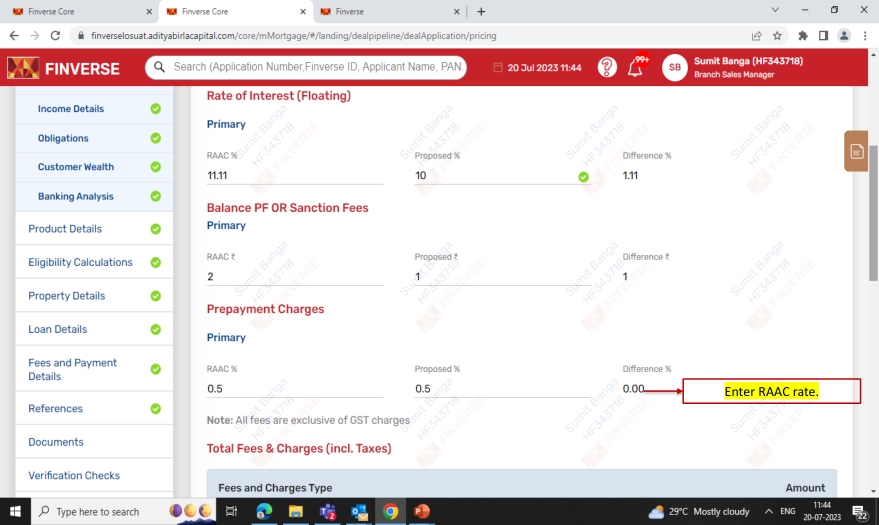 Finverse Core
Finverse Core
Finverse
finverselosuat.adityabirlacapital.com/core/mMortgage/#/landing/dealpipeline/dealApplication/pricing
FINVERSE
Search (Application Number,Finverse ID, Applicant Name, PAN
20 Jul 2023 11:44
99+
SB
Sumit Banga (HF343718)
Branch Sales Manager
Income Details
Obligations
Customer Wealth
Banking Analysis
Product Details
Eligibility Calculations
Property Details
Loan Details
Fees and Payment
Details
References
Documents
Verification Checks
Rate of Interest (Floating)
Primary
RAAC % Proposed % Difference %
11.11 10 1.11
Balance PF OR Sanction Fees
Primary
RAAC ₹ Proposed ₹ Difference ₹
2 1 1
Prepayment Charges
Primary
RAAC % Proposed % Difference %
0.5 0.5 0.00
Enter RAAC rate.
Note: All fees are exclusive of GST charges
Total Fees & Charges (incl. Taxes)
Fees and Charges Type Amount
Sumit Banga
HF343718
FINVERSE
Type here to search
29°C Mostly cloudy
ENG
11:44
20-07-2023
22